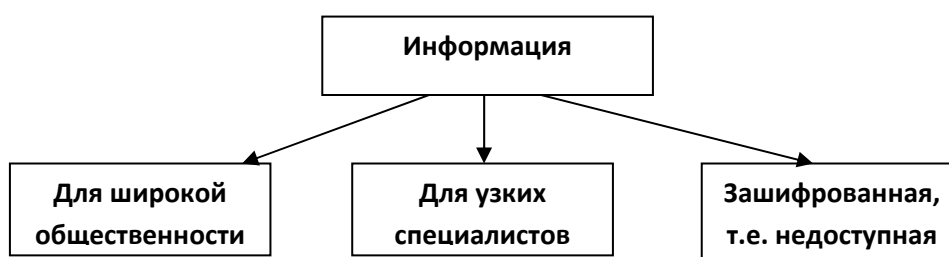 Информация
Для широкой
общественности
Для узких
специалистов
Зашифрованная,
т.е. недоступная